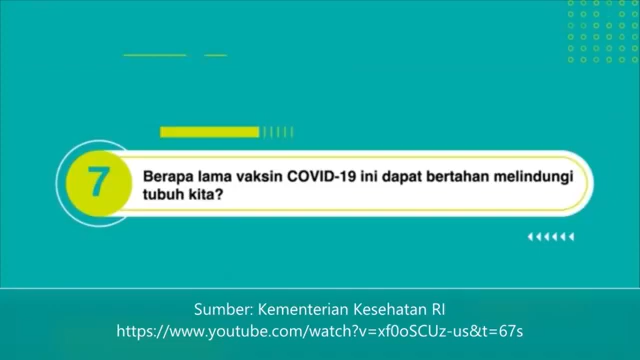 7
Berapa lama vaksin COVID-19 ini dapat bertahan melindungi
tubuh kita?
Sumber: Kementerian Kesehatan RI
https://www.youtube.com/watch?v=xf0oSCUz-us&t=67s